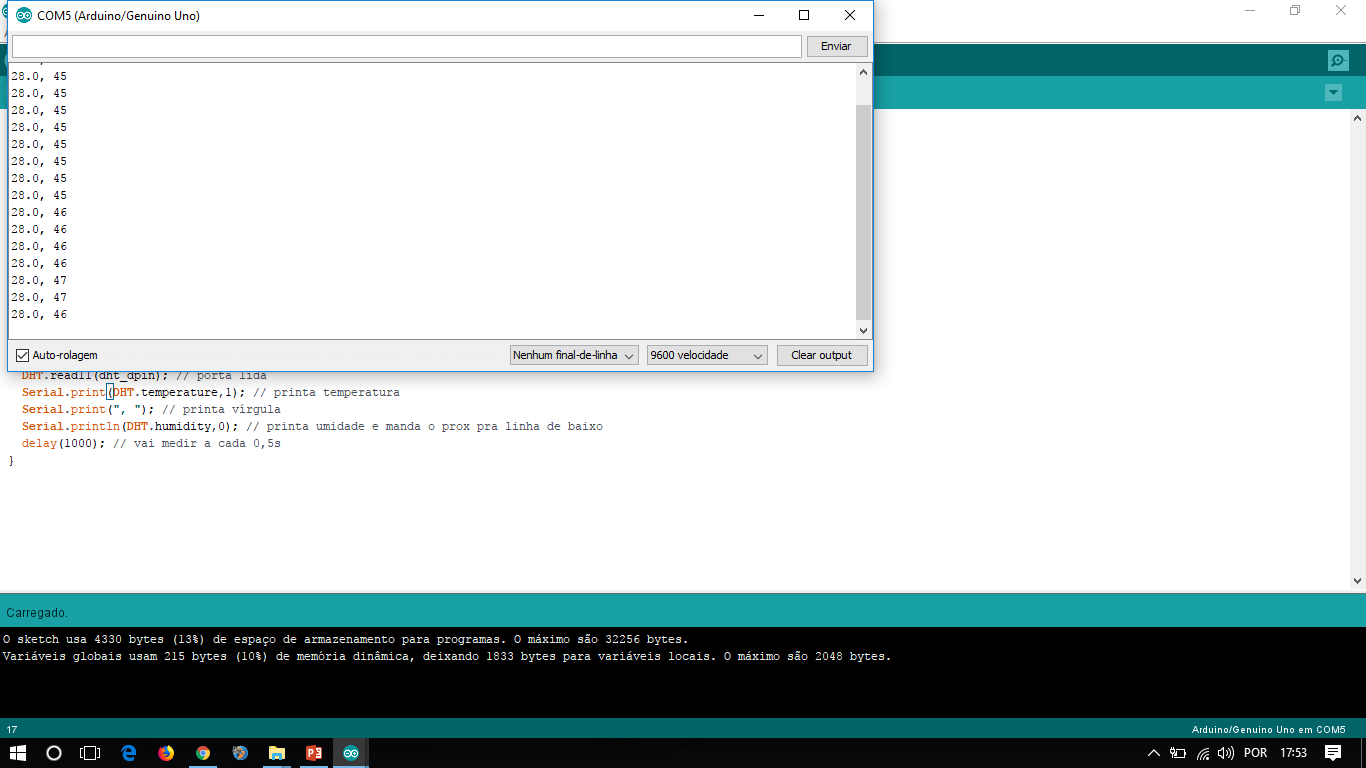 COM5 (Arduino/Genuino Uno)
Enviar
28.0, 45
28.0, 45
28.0, 45
28.0, 45
28.0, 45
28.0, 45
28.0, 45
28.0, 45
28.0, 46
28.0, 46
28.0, 46
28.0, 46
28.0, 47
28.0, 47
28.0, 46
Auto-rolagem
Nenhum final-de-linha
9600 velocidade
Clear output
DHT.read11(dht_dpin); // porta lida
Serial.print(DHT.temperature,1); // printa temperatura
Serial.print(", "); // printa vírgula
Serial.println(DHT.humidity,0); // printa umidade e manda o prox pra linha de baixo
delay(1000); // vai medir a cada 0,5s
}
Carregado.
O sketch usa 4330 bytes (13%) de espaço de armazenamento para programas. O máximo são 32256 bytes.
Variáveis globais usam 215 bytes (10%) de memória dinâmica, deixando 1833 bytes para variáveis locais. O máximo são 2048 bytes.
17
Arduino/Genuino Uno em COM5
POR
17:53